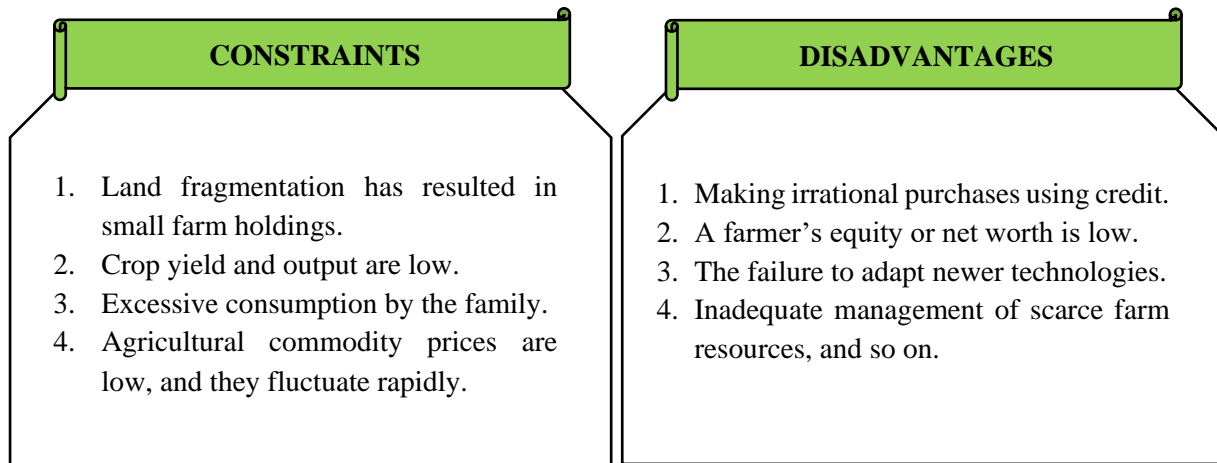 CONSTRAINTS
1. Land fragmentation has resulted in
small farm holdings.
2. Crop yield and output are low.
3. Excessive consumption by the family.
4. Agricultural commodity prices are
low, and they fluctuate rapidly.
DISADVANTAGES
1. Making irrational purchases using credit.
2. A farmer’s equity or net worth is low.
3. The failure to adapt newer technologies.
4. Inadequate management of scarce farm
resources, and so on.